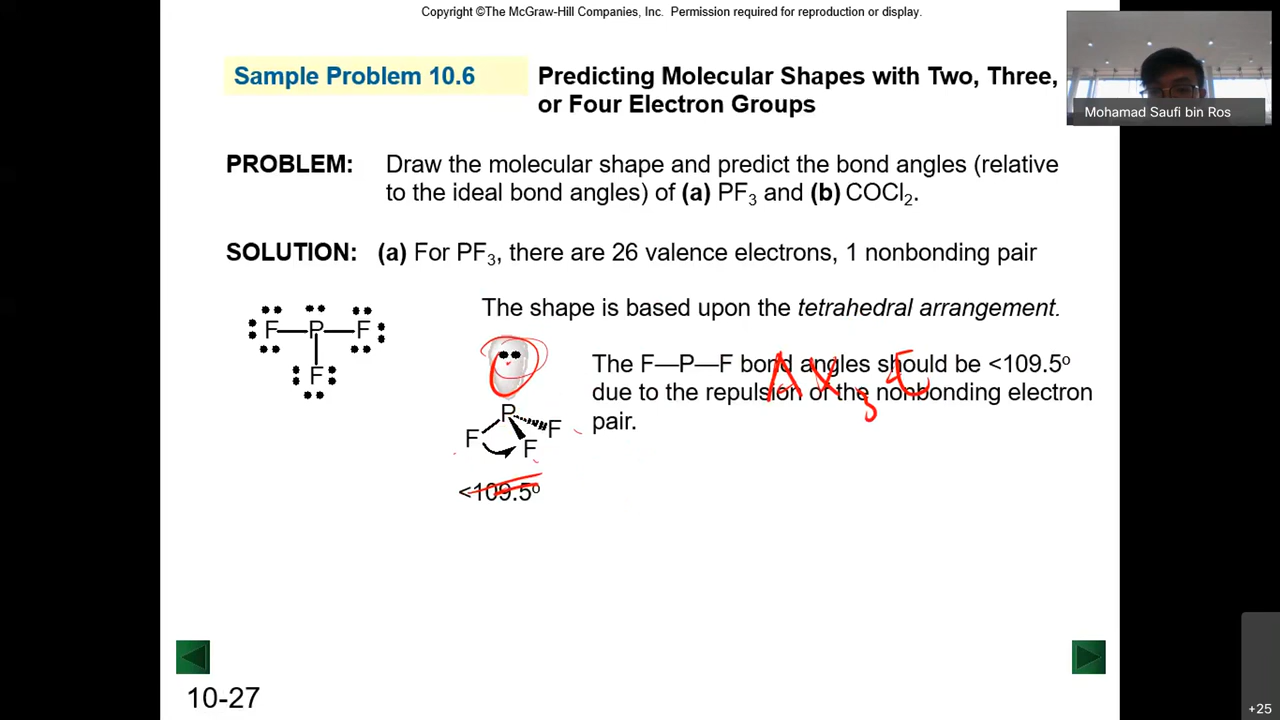 Copyright ©The McGraw-Hill Companies, Inc. Permission required for reproduction or display.
Mohamad Saufi bin Ros
Sample Problem 10.6
Predicting Molecular Shapes with Two, Three,
or Four Electron Groups
PROBLEM: Draw the molecular shape and predict the bond angles (relative
to the ideal bond angles) of (a) PF₃ and (b) COCl₂.
SOLUTION: (a) For PF₃, there are 26 valence electrons, 1 nonbonding pair
The shape is based upon the tetrahedral arrangement.
F P F
F
P
F F
F
<109.5º
The F—P—F bond angles should be <109.5º
due to the repulsion of the nonbonding electron
pair.
AX₃E
10-27
+25